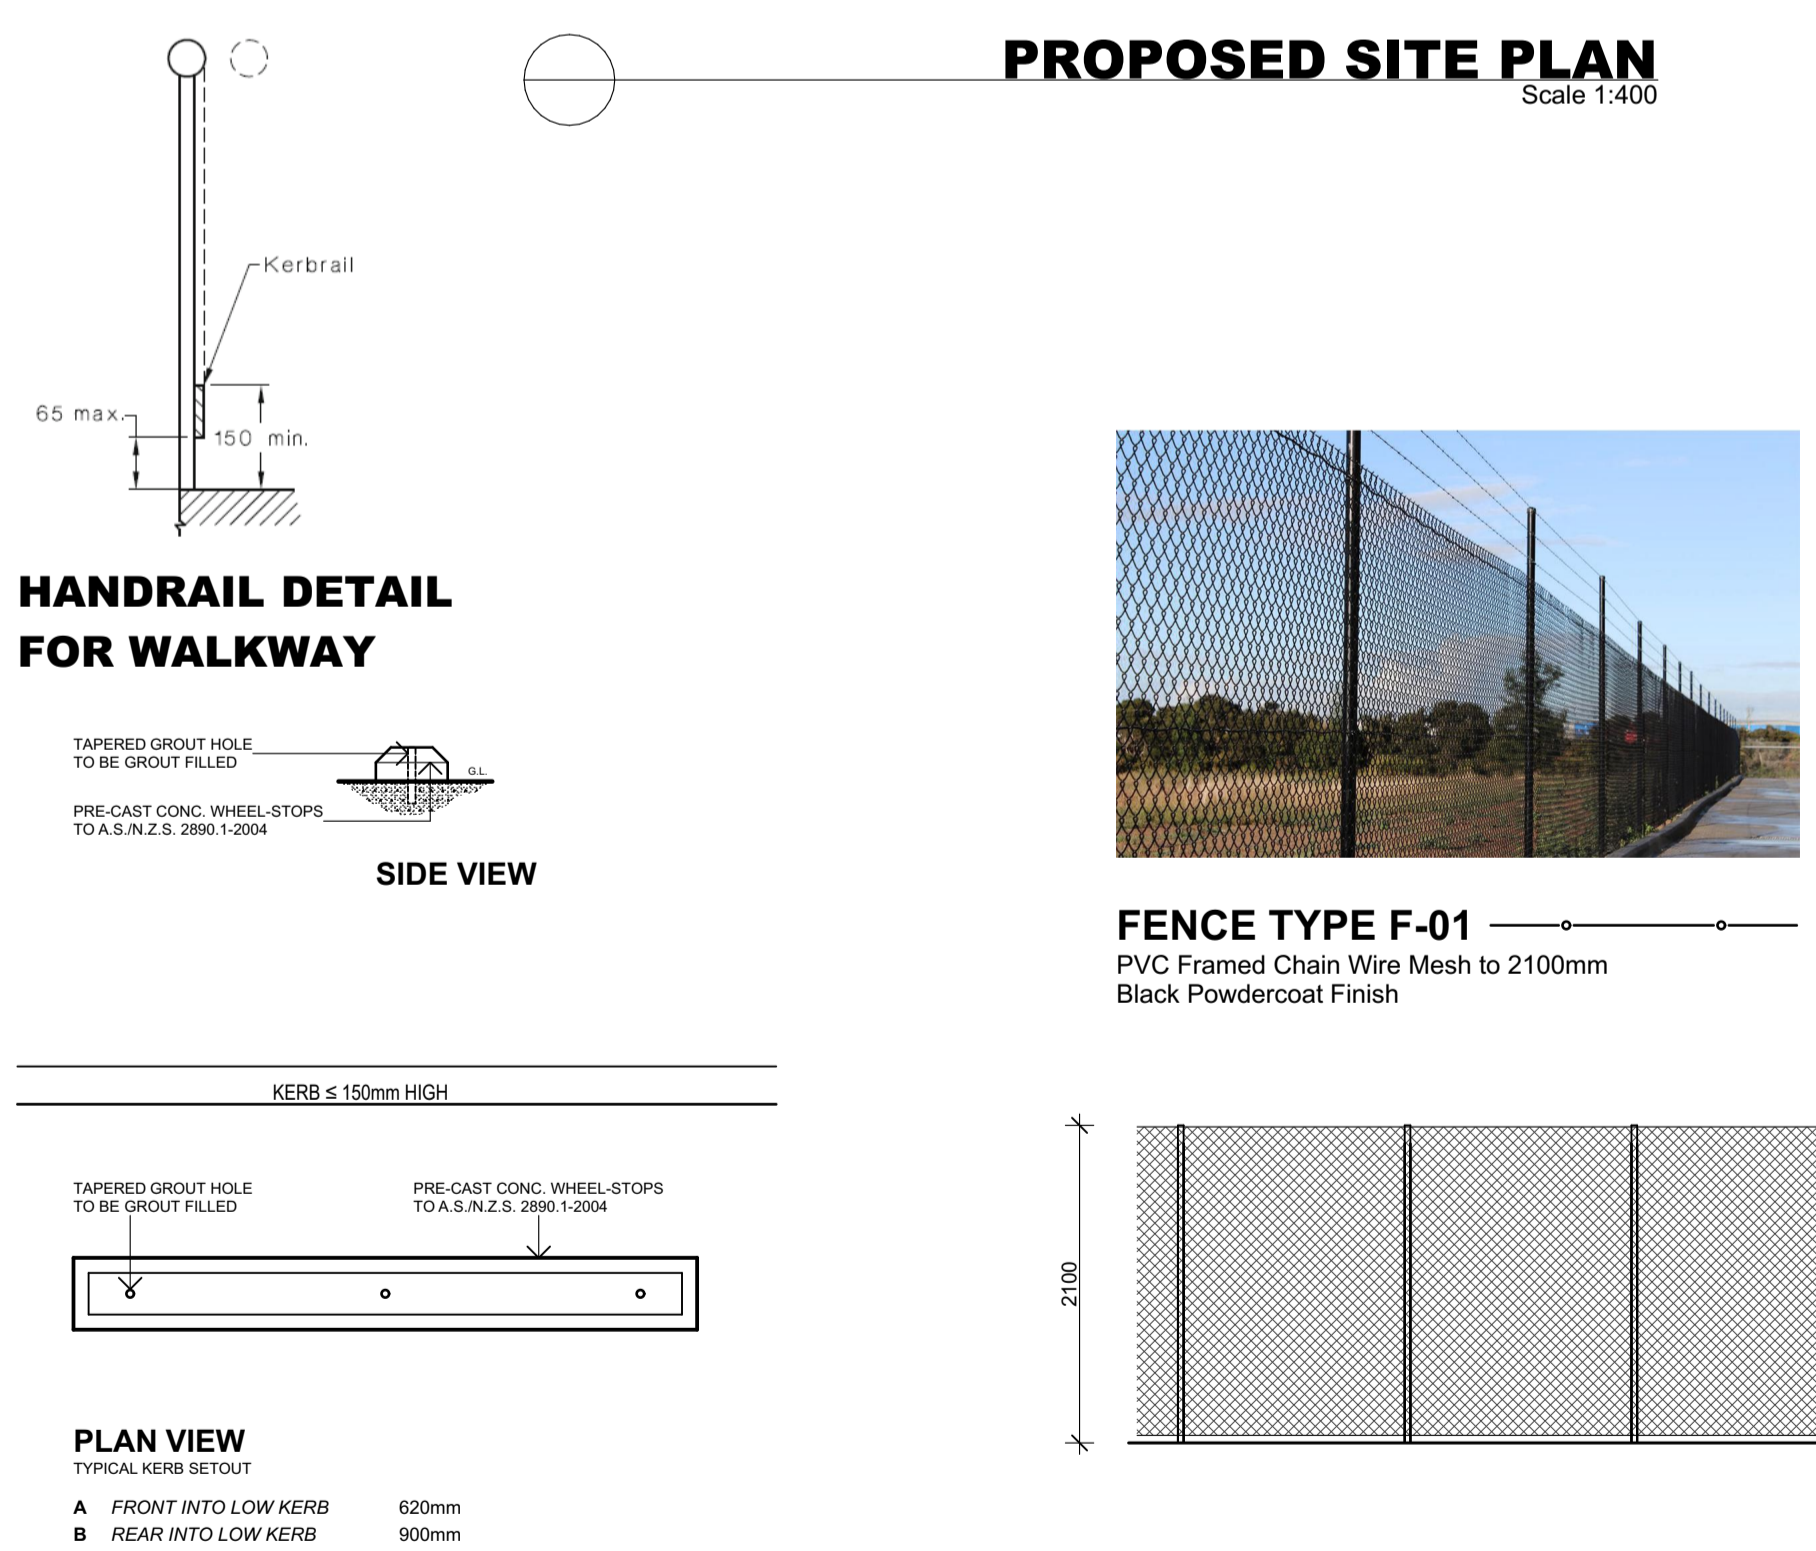 PROPOSED SITE PLAN
Scale 1:400
Kerbrail
65 max.
150 min.
HANDRAIL DETAIL
FOR WALKWAY
TAPERED GROUT HOLE
TO BE GROUT FILLED
G.L.
PRE-CAST CONC. WHEEL-STOPS
TO A.S./N.Z.S. 2890.1-2004
SIDE VIEW
FENCE TYPE F-01
PVC Framed Chain Wire Mesh to 2100mm
Black Powdercoat Finish
KERB ≤ 150mm HIGH
TAPERED GROUT HOLE
TO BE GROUT FILLED
PRE-CAST CONC. WHEEL-STOPS
TO A.S./N.Z.S. 2890.1-2004
2100
PLAN VIEW
TYPICAL KERB SETOUT
A FRONT INTO LOW KERB 620mm
B REAR INTO LOW KERB 900mm